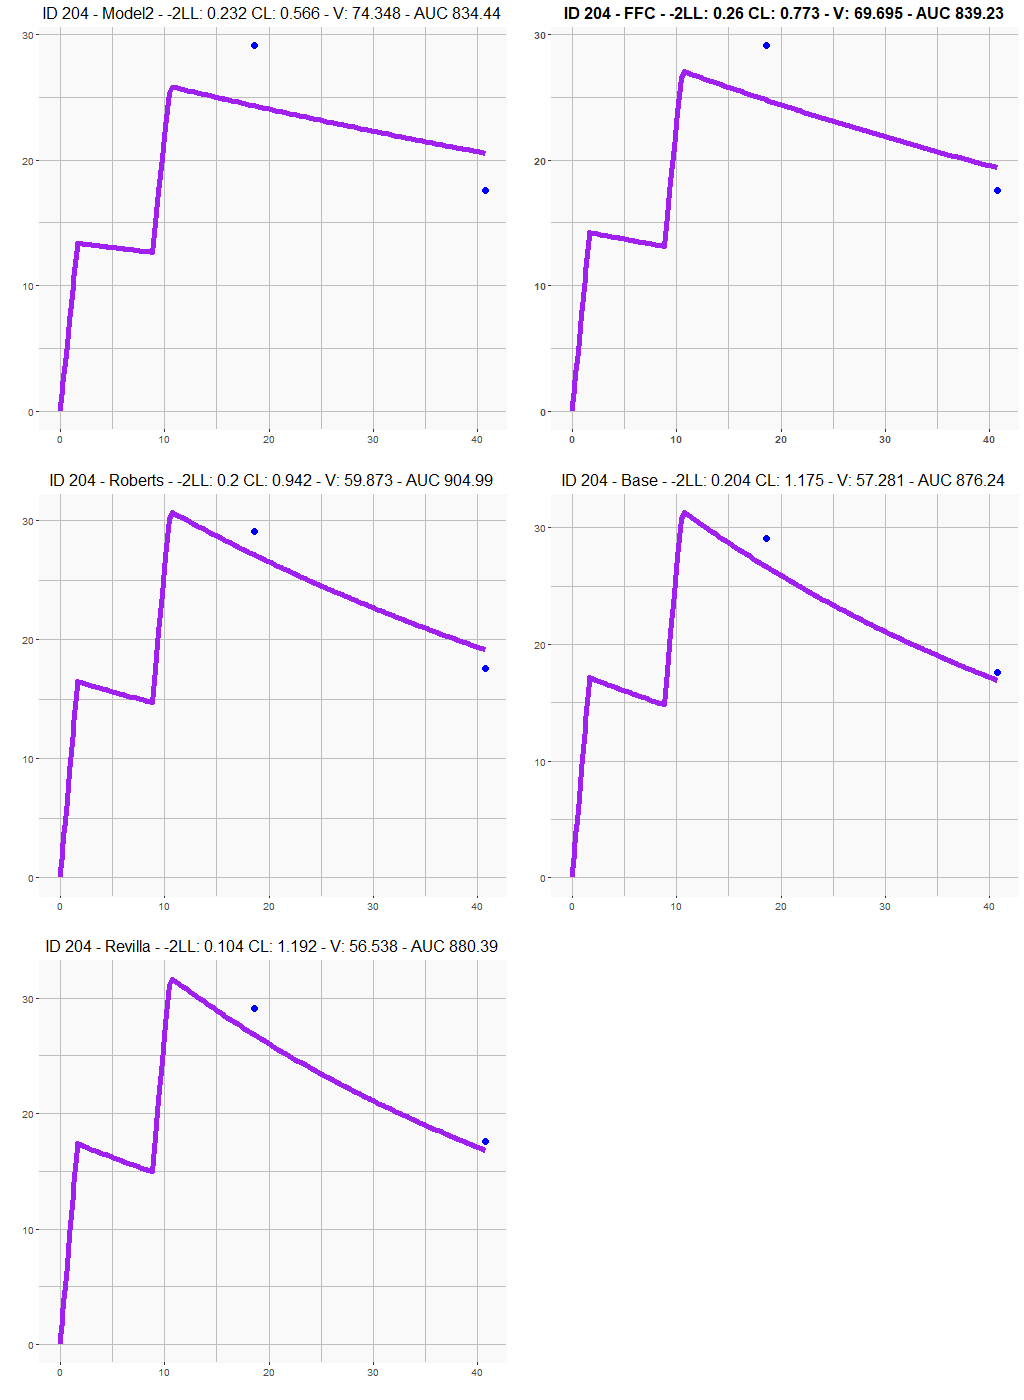 ID 204 - Model2 - -2LL: 0.232 CL: 0.566 - V: 74.348 - AUC 834.44
30
20
10
0
0 10 20 30 40
ID 204 - FFC - -2LL: 0.26 CL: 0.773 - V: 69.695 - AUC 839.23
30
20
10
0
0 10 20 30 40
ID 204 - Roberts - -2LL: 0.2 CL: 0.942 - V: 59.873 - AUC 904.99
30
20
10
0
0 10 20 30 40
ID 204 - Base - -2LL: 0.204 CL: 1.175 - V: 57.281 - AUC 876.24
30
20
10
0
0 10 20 30 40
ID 204 - Revilla - -2LL: 0.104 CL: 1.192 - V: 56.538 - AUC 880.39
30
20
10
0
0 10 20 30 40